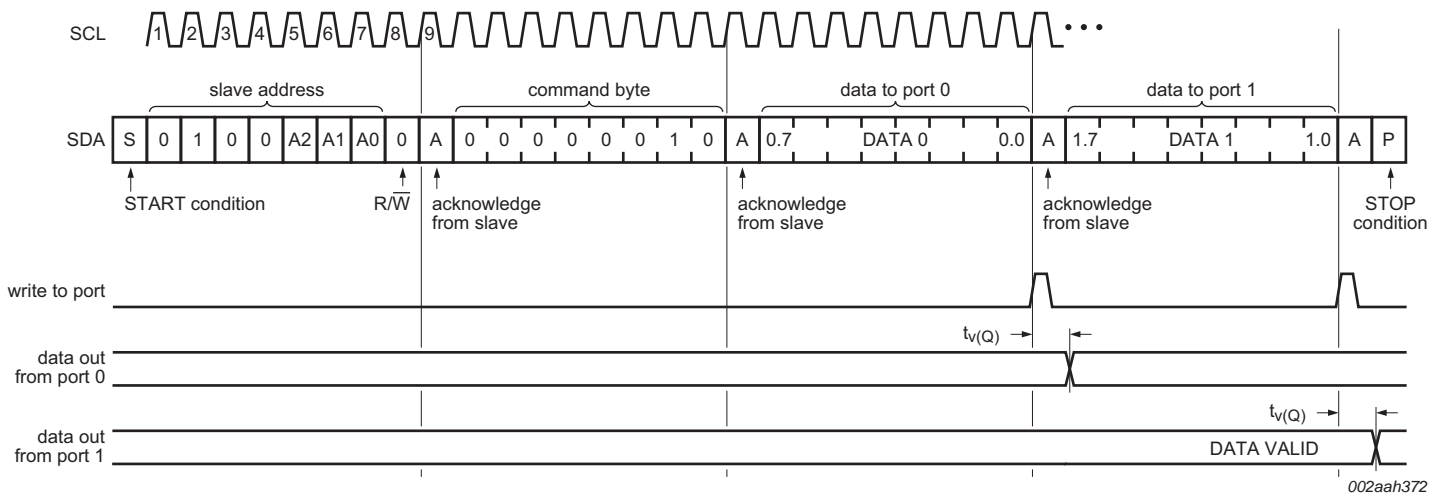 SCL 1 2 3 4 5 6 7 8 9 •••
slave address command byte data to port 0 data to port 1
SDA S 0 1 0 0 A2 A1 A0 0 A 0 0 0 0 0 0 1 0 A 0.7 DATA 0 0.0 A 1.7 DATA 1 1.0 A P
START condition R/W̅ acknowledge acknowledge acknowledge STOP
from slave from slave from slave condition
write to port
tv(Q)
data out
from port 0
tv(Q)
data out
from port 1 DATA VALID
002aah372